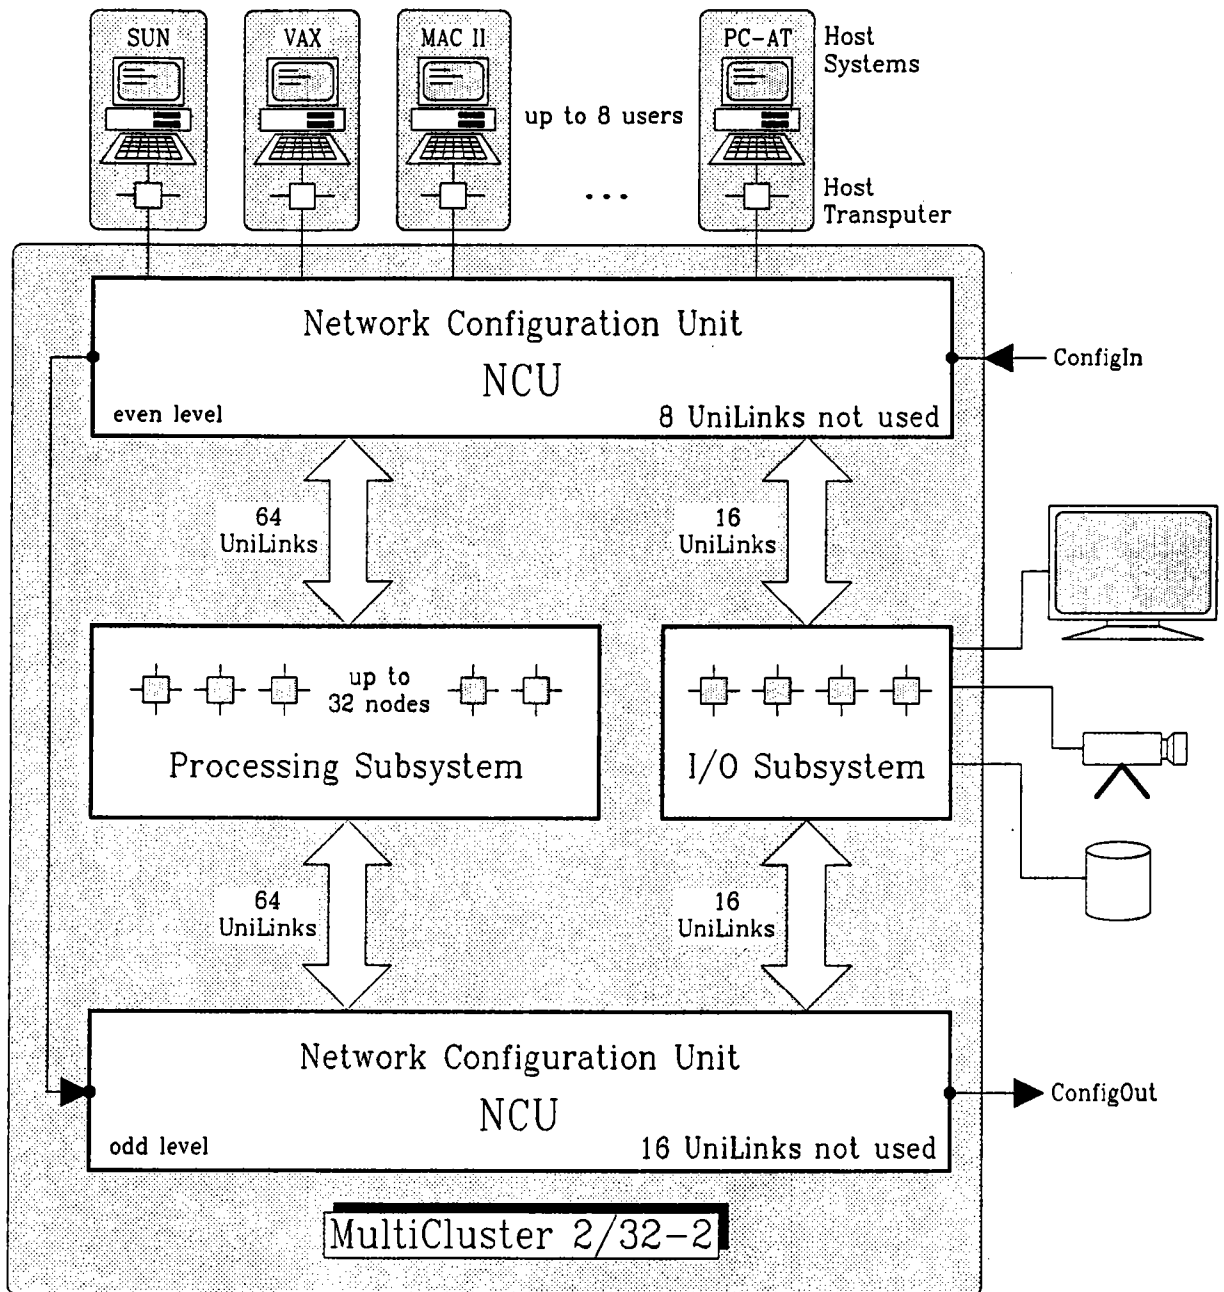 SUN
VAX
MAC II
PC-AT
Host
Systems
up to 8 users
...
Host
Transputer
Network Configuration Unit
NCU
even level
8 UniLinks not used
ConfigIn
64
UniLinks
16
UniLinks
up to
32 nodes
Processing Subsystem
I/O Subsystem
64
UniLinks
16
UniLinks
Network Configuration Unit
NCU
odd level
16 UniLinks not used
ConfigOut
MultiCluster 2/32-2